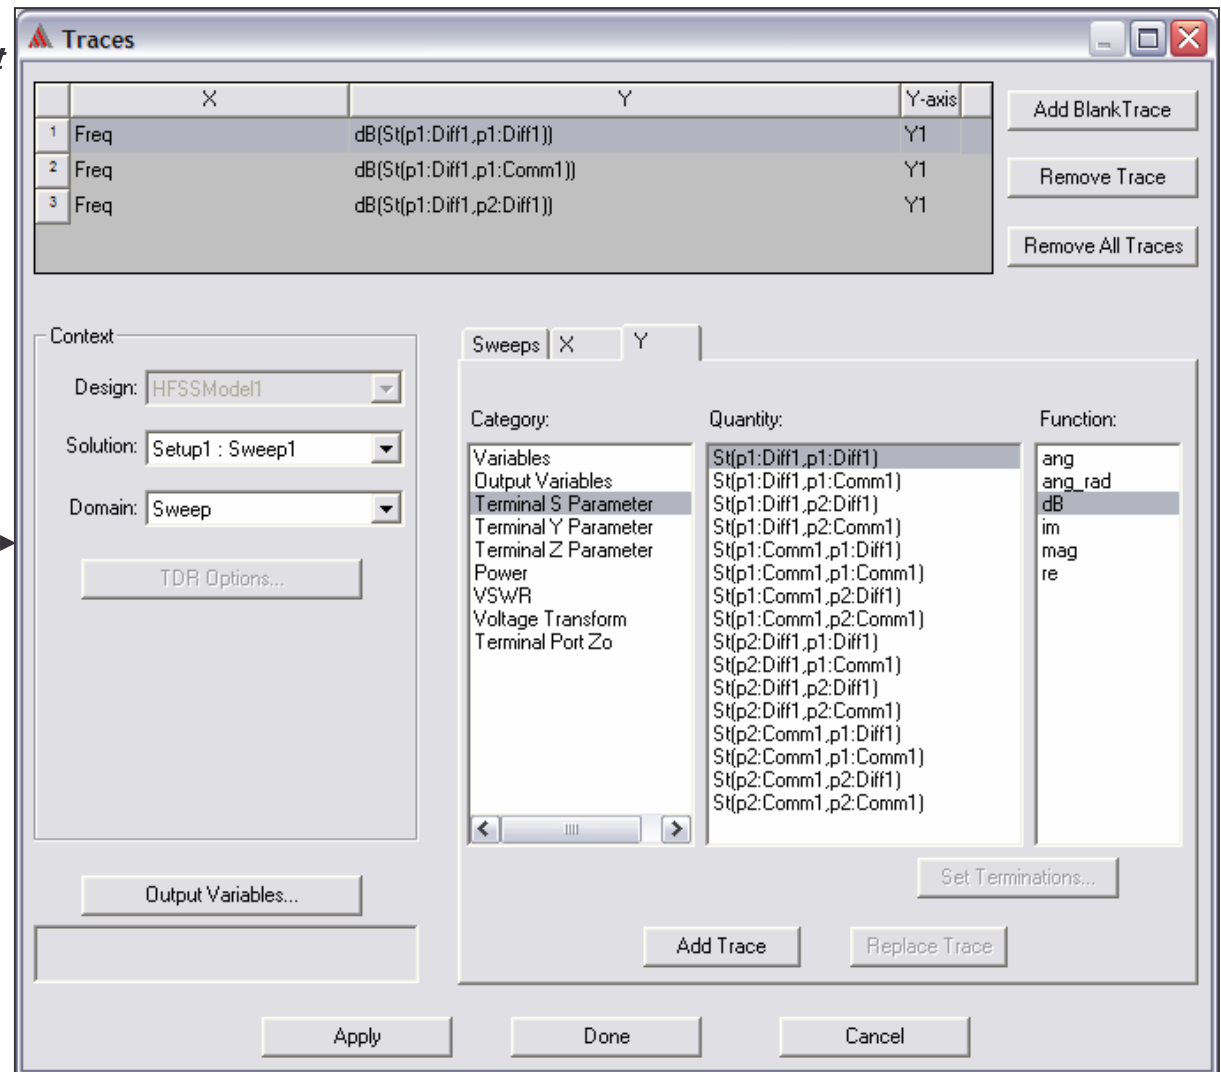 t
Traces
X Y Y-axis
1 Freq dB(St(p1:Diff1,p1:Diff1)) Y1
2 Freq dB(St(p1:Diff1,p1:Comm1)) Y1
3 Freq dB(St(p1:Diff1,p2:Diff1)) Y1
Add BlankTrace
Remove Trace
Remove All Traces
Context
Design: HFSSModel1
Solution: Setup1 : Sweep1
Domain: Sweep
TDR Options...
Output Variables...
Sweeps X Y
Category:
Variables
Output Variables
Terminal S Parameter
Terminal Y Parameter
Terminal Z Parameter
Power
VSWR
Voltage Transform
Terminal Port Zo
Quantity:
St(p1:Diff1,p1:Diff1)
St(p1:Diff1,p1:Comm1)
St(p1:Diff1,p2:Diff1)
St(p1:Diff1,p2:Comm1)
St(p1:Comm1,p1:Diff1)
St(p1:Comm1,p1:Comm1)
St(p1:Comm1,p2:Diff1)
St(p1:Comm1,p2:Comm1)
St(p2:Diff1,p1:Diff1)
St(p2:Diff1,p1:Comm1)
St(p2:Diff1,p2:Diff1)
St(p2:Diff1,p2:Comm1)
St(p2:Comm1,p1:Diff1)
St(p2:Comm1,p1:Comm1)
St(p2:Comm1,p2:Diff1)
St(p2:Comm1,p2:Comm1)
Function:
ang
ang_rad
dB
im
mag
re
Set Terminations...
Add Trace
Replace Trace
Apply
Done
Cancel